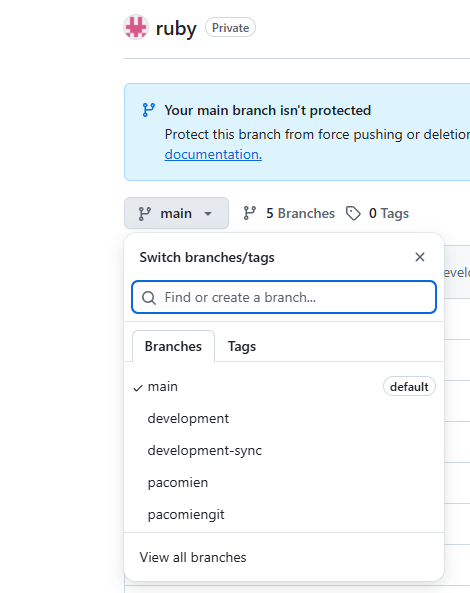 ruby Private
Your main branch isn't protected
Protect this branch from force pushing or deletion
documentation.
main 5 Branches 0 Tags
Switch branches/tags
Find or create a branch...
Branches Tags
main default
development
development-sync
pacomien
pacomiengit
View all branches